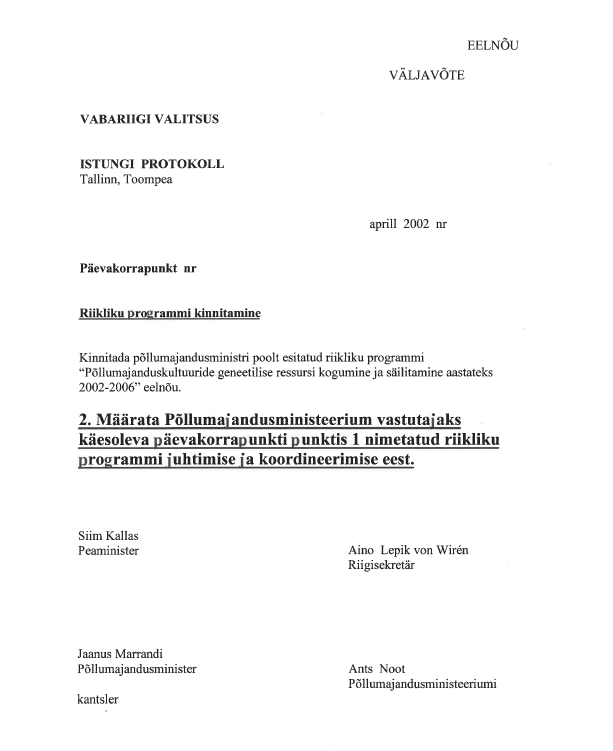 EELNÕU
VÄLJAVÕTE
VABARIIGI VALITSUS
ISTUNGI PROTOKOLL
Tallinn, Toompea
aprill 2002 nr
Päevakorrapunkt nr
Riikliku programmi kinnitamine
Kinnitada põllumajandusministri poolt esitatud riikliku programmi
“Põllumajanduskultuuride geneetilise ressursi kogumine ja säilitamine aastateks
2002-2006” eelnõu.
2. Määrata Põllumajandusministeerium vastutajaks
käesoleva päevakorrapunkti punktis 1 nimetatud riikliku
programmi juhtimise ja koordineerimise eest.
Siim Kallas
Peaminister
Aino Lepik von Wirén
Riigisekretär
Jaanus Marrandi
Põllumajandusminister
Ants Noot
Põllumajandusministeeriumi
kantsler